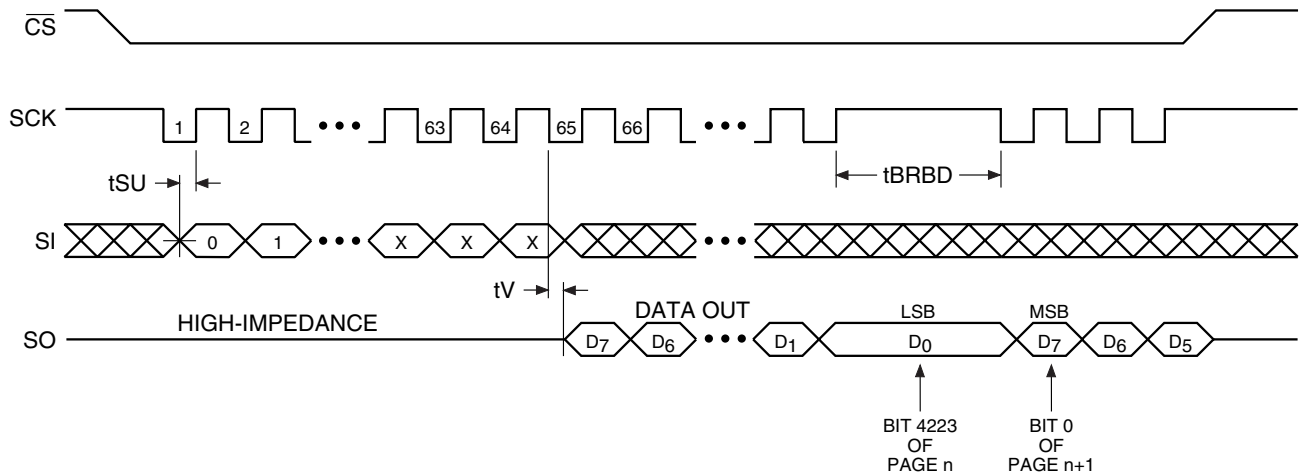 CS
SCK 1 2 ••• 63 64 65 66 •••
tSU tBRBD
SI 0 1 ••• X X X •••
tV
HIGH-IMPEDANCE DATA OUT LSB MSB
SO D7 D6 ••• D1 D0 D7 D6 D5
BIT 4223
OF
PAGE n
BIT 0
OF
PAGE n+1